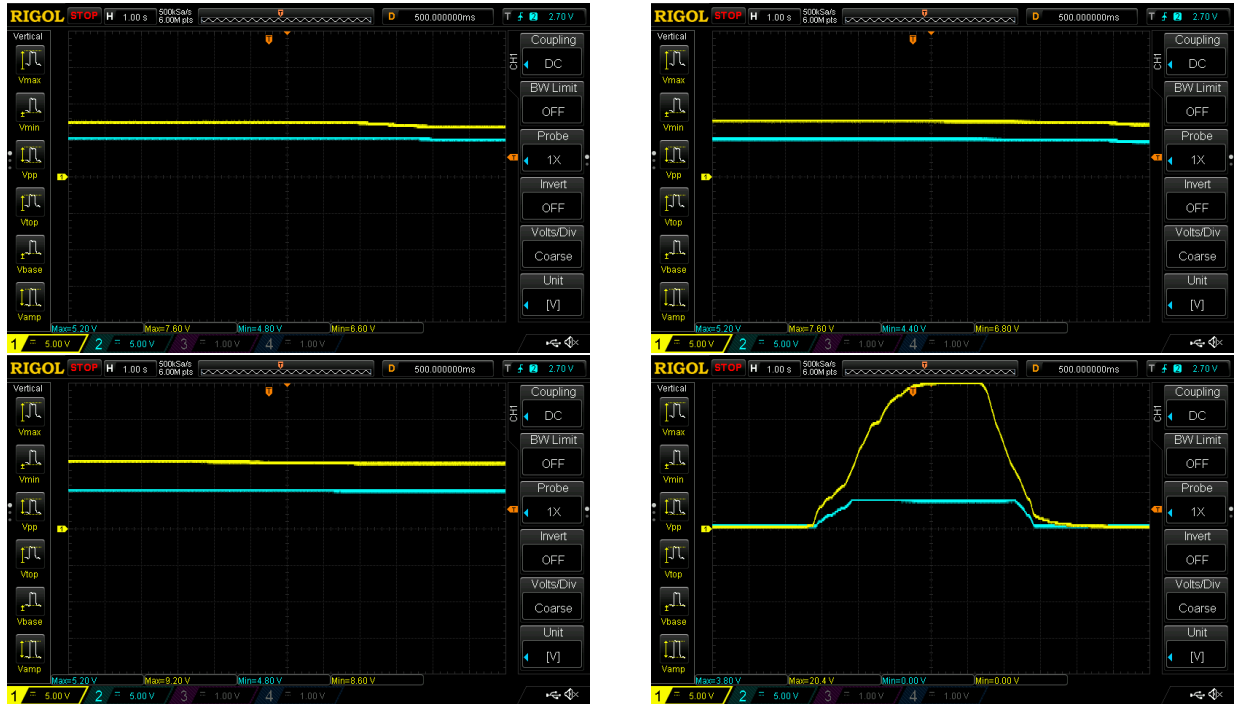 RIGOL STOP H 1.00 s 500kSa/s 6.00M pts T D 500.000000ms T 2 2.70 V
Vertical
Vmax
Vmin
Vpp
Vtop
Vbase
Vamp
T
1
T
CH1
Coupling
DC
BW Limit
OFF
Probe
1X
Invert
OFF
Volts/Div
Coarse
Unit
[V]
Max=5.20 V Max=7.60 V Min=4.80 V Min=6.60 V
1 5.00 V 2 5.00 V 3 1.00 V 4 1.00 V
RIGOL STOP H 1.00 s 500kSa/s 6.00M pts T D 500.000000ms T 2 2.70 V
Vertical
Vmax
Vmin
Vpp
Vtop
Vbase
Vamp
T
1
T
CH1
Coupling
DC
BW Limit
OFF
Probe
1X
Invert
OFF
Volts/Div
Coarse
Unit
[V]
Max=5.20 V Max=7.60 V Min=4.40 V Min=6.80 V
1 5.00 V 2 5.00 V 3 1.00 V 4 1.00 V
RIGOL STOP H 1.00 s 500kSa/s 6.00M pts T D 500.000000ms T 2 2.70 V
Vertical
Vmax
Vmin
Vpp
Vtop
Vbase
Vamp
T
1
T
CH1
Coupling
DC
BW Limit
OFF
Probe
1X
Invert
OFF
Volts/Div
Coarse
Unit
[V]
Max=5.20 V Max=9.20 V Min=4.80 V Min=8.60 V
1 5.00 V 2 5.00 V 3 1.00 V 4 1.00 V
RIGOL STOP H 1.00 s 500kSa/s 6.00M pts T D 500.000000ms T 2 2.70 V
Vertical
Vmax
Vmin
Vpp
Vtop
Vbase
Vamp
T
1
T
CH1
Coupling
DC
BW Limit
OFF
Probe
1X
Invert
OFF
Volts/Div
Coarse
Unit
[V]
Max=3.80 V Max=20.4 V Min=0.00 V Min=0.00 V
1 5.00 V 2 5.00 V 3 1.00 V 4 1.00 V